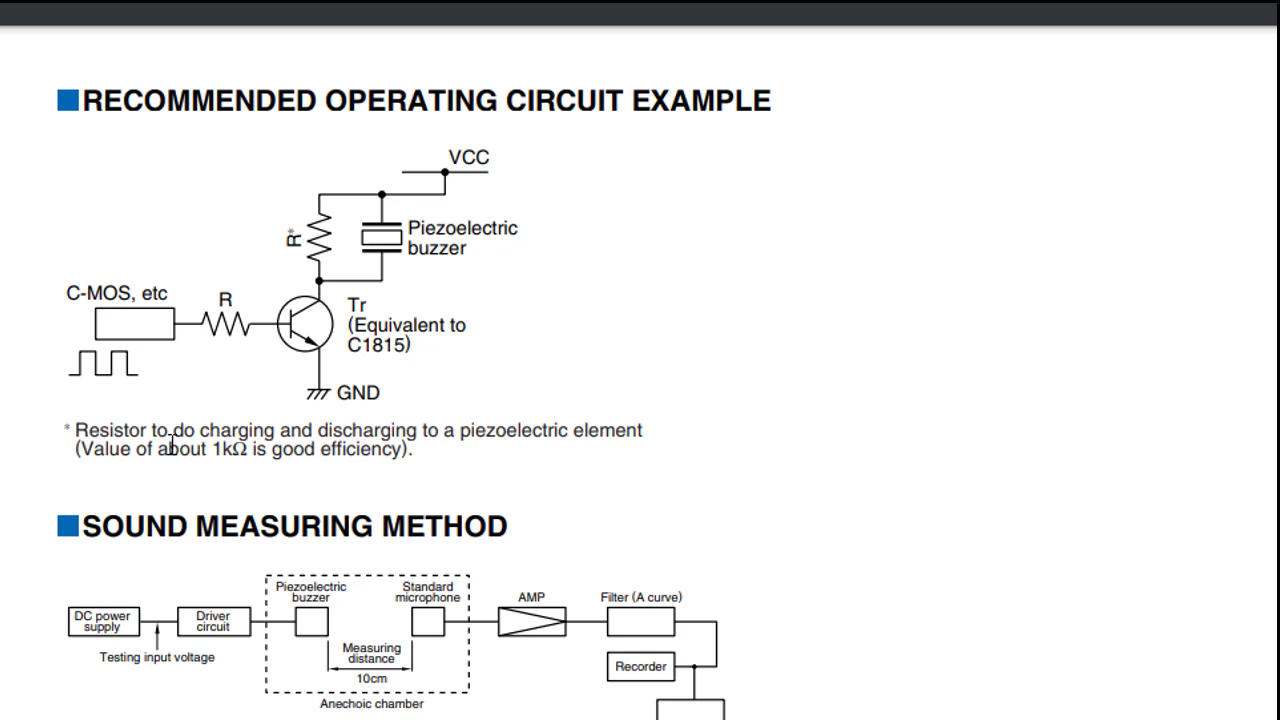 RECOMMENDED OPERATING CIRCUIT EXAMPLE
VCC
R*
Piezoelectric
buzzer
C-MOS, etc
R
Tr
(Equivalent to
C1815)
GND
* Resistor to do charging and discharging to a piezoelectric element
(Value of about 1kΩ is good efficiency).
SOUND MEASURING METHOD
Piezoelectric
buzzer
Standard
microphone
AMP
Filter (A curve)
DC power
supply
Driver
circuit
Testing input voltage
Measuring
distance
10cm
Recorder
Anechoic chamber